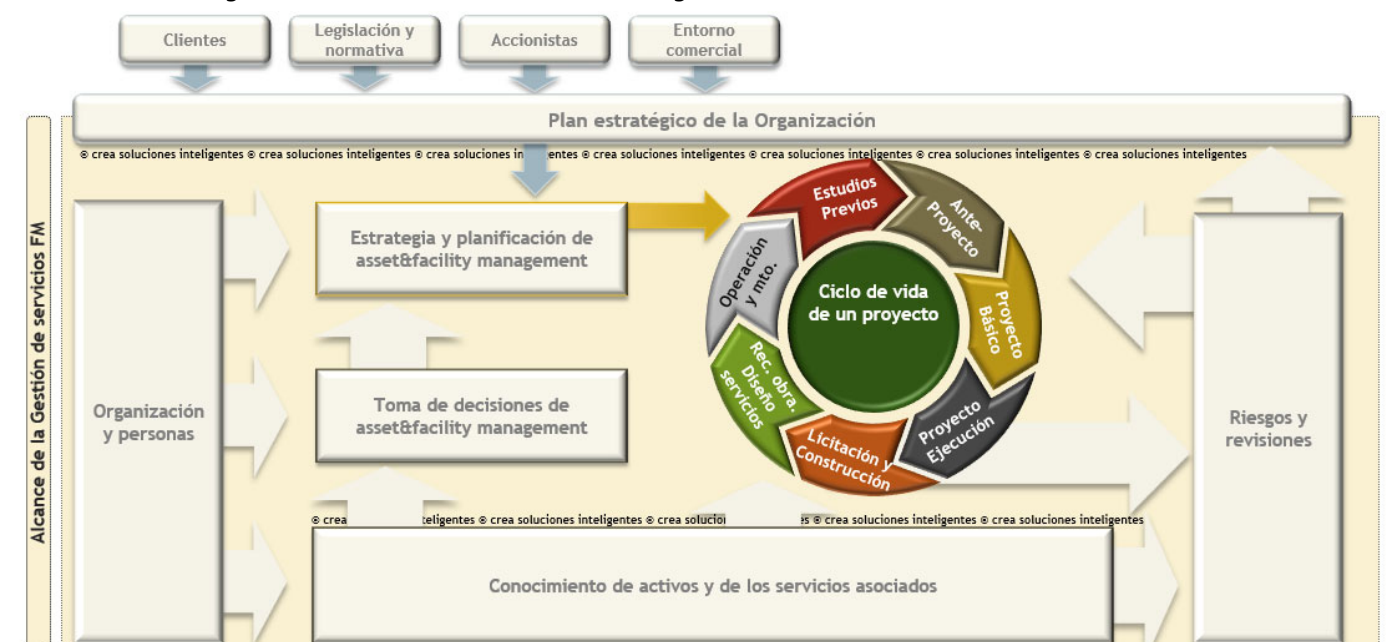 Clientes
Legislación y
normativa
Accionistas
Entorno
comercial
Plan estratégico de la Organización
© crea soluciones inteligentes © crea soluciones inteligentes © crea soluciones in entes © crea soluciones inteligentes © crea soluciones inteligentes © crea soluciones inteligentes © crea soluciones inteligentes
Alcance de la Gestión de servicios FM
Organización
y personas
Estrategia y planificación de
asset&facility management
Toma de decisiones de
asset&facility management
Estudios
Previos
Ante-
Proyecto
Proyecto
Básico
Proyecto
Ejecución
Licitación y
Construcción
Rec. obra.
Diseño
servicios
Operación
y mto.
Ciclo de vida
de un proyecto
Riesgos y
revisiones
© crea teligentes © crea soluciones inteligentes © crea solucio es © crea soluciones inteligentes © crea soluciones inteligentes
Conocimiento de activos y de los servicios asociados